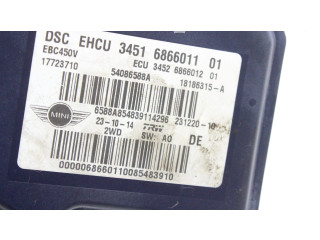 DSC EHCU 3451 6866011 01
EBC450V ECU 3452 6866012 01
17723710 54086588A 18186315-A
6588A854839114296 231220-10
MINI 23-10-14 TRW DE
2WD SW: A0
0000068660110085483910